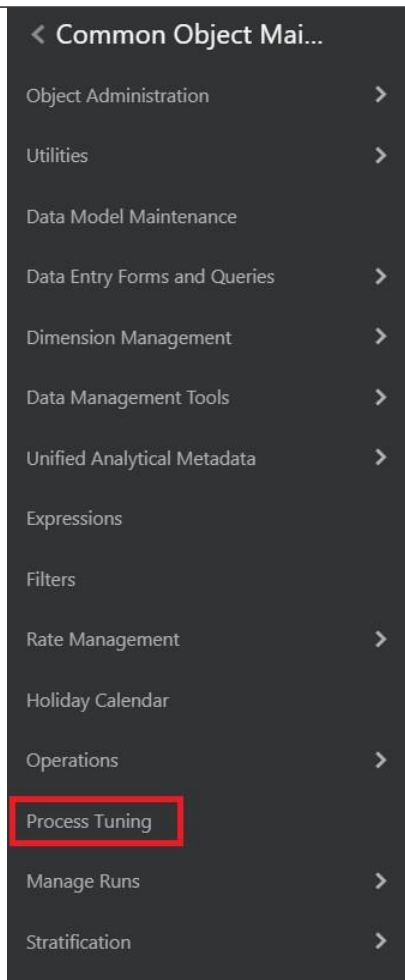 Common Object Mai...
Object Administration
Utilities
Data Model Maintenance
Data Entry Forms and Queries
Dimension Management
Data Management Tools
Unified Analytical Metadata
Expressions
Filters
Rate Management
Holiday Calendar
Operations
Process Tuning
Manage Runs
Stratification